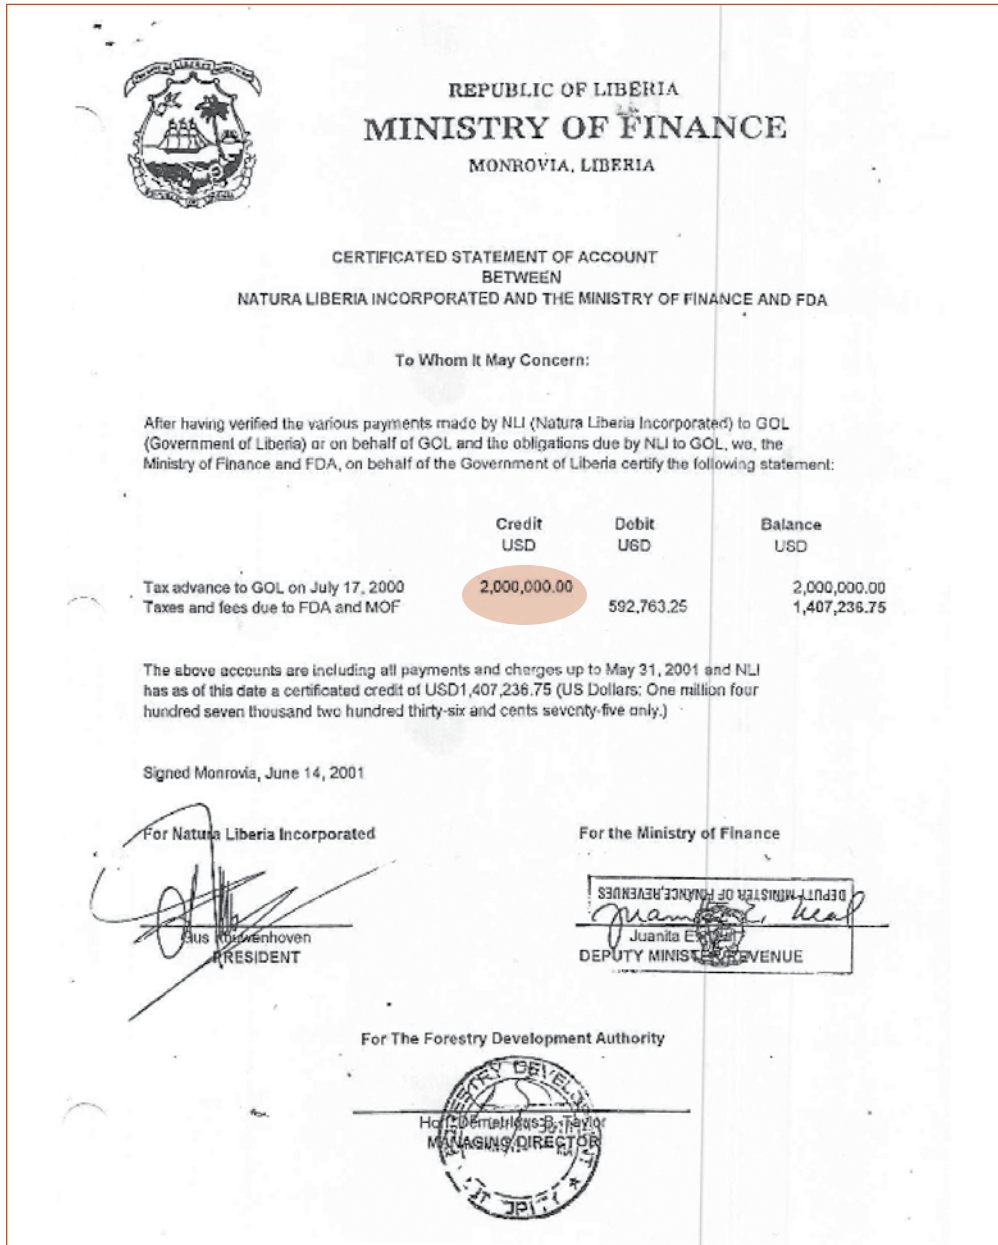 REPUBLIC OF LIBERIA
MINISTRY OF FINANCE
MONROVIA, LIBERIA
CERTIFICATED STATEMENT OF ACCOUNT
BETWEEN
NATURA LIBERIA INCORPORATED AND THE MINISTRY OF FINANCE AND FDA
To Whom It May Concern:
After having verified the various payments made by NLI (Natura Liberia Incorporated) to GOL
(Government of Liberia) or on behalf of GOL and the obligations due by NLI to GOL, we, the
Ministry of Finance and FDA, on behalf of the Government of Liberia certify the following statement:
Credit Debit Balance
USD USD USD
Tax advance to GOL on July 17, 2000 2,000,000.00 2,000,000.00
Taxes and fees due to FDA and MOF 592,763.25 1,407,236.75
The above accounts are including all payments and charges up to May 31, 2001 and NLI
has as of this date a certificated credit of USD1,407,236.75 (US Dollars: One million four
hundred seven thousand two hundred thirty-six and cents seventy-five only.)
Signed Monrovia, June 14, 2001
For Natura Liberia Incorporated For the Ministry of Finance
DEPUTY MINISTER OF FINANCE, REVENUES
Gus Kouwenhoven Juanita E.
PRESIDENT DEPUTY MINISTER REVENUE
For The Forestry Development Authority
Hon. Demetrious B. Taylor
MANAGING DIRECTOR